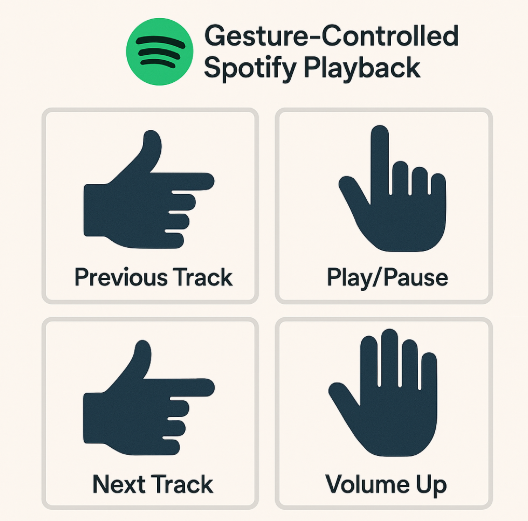 Gesture-Controlled
Spotify Playback
Previous Track
Play/Pause
Next Track
Volume Up